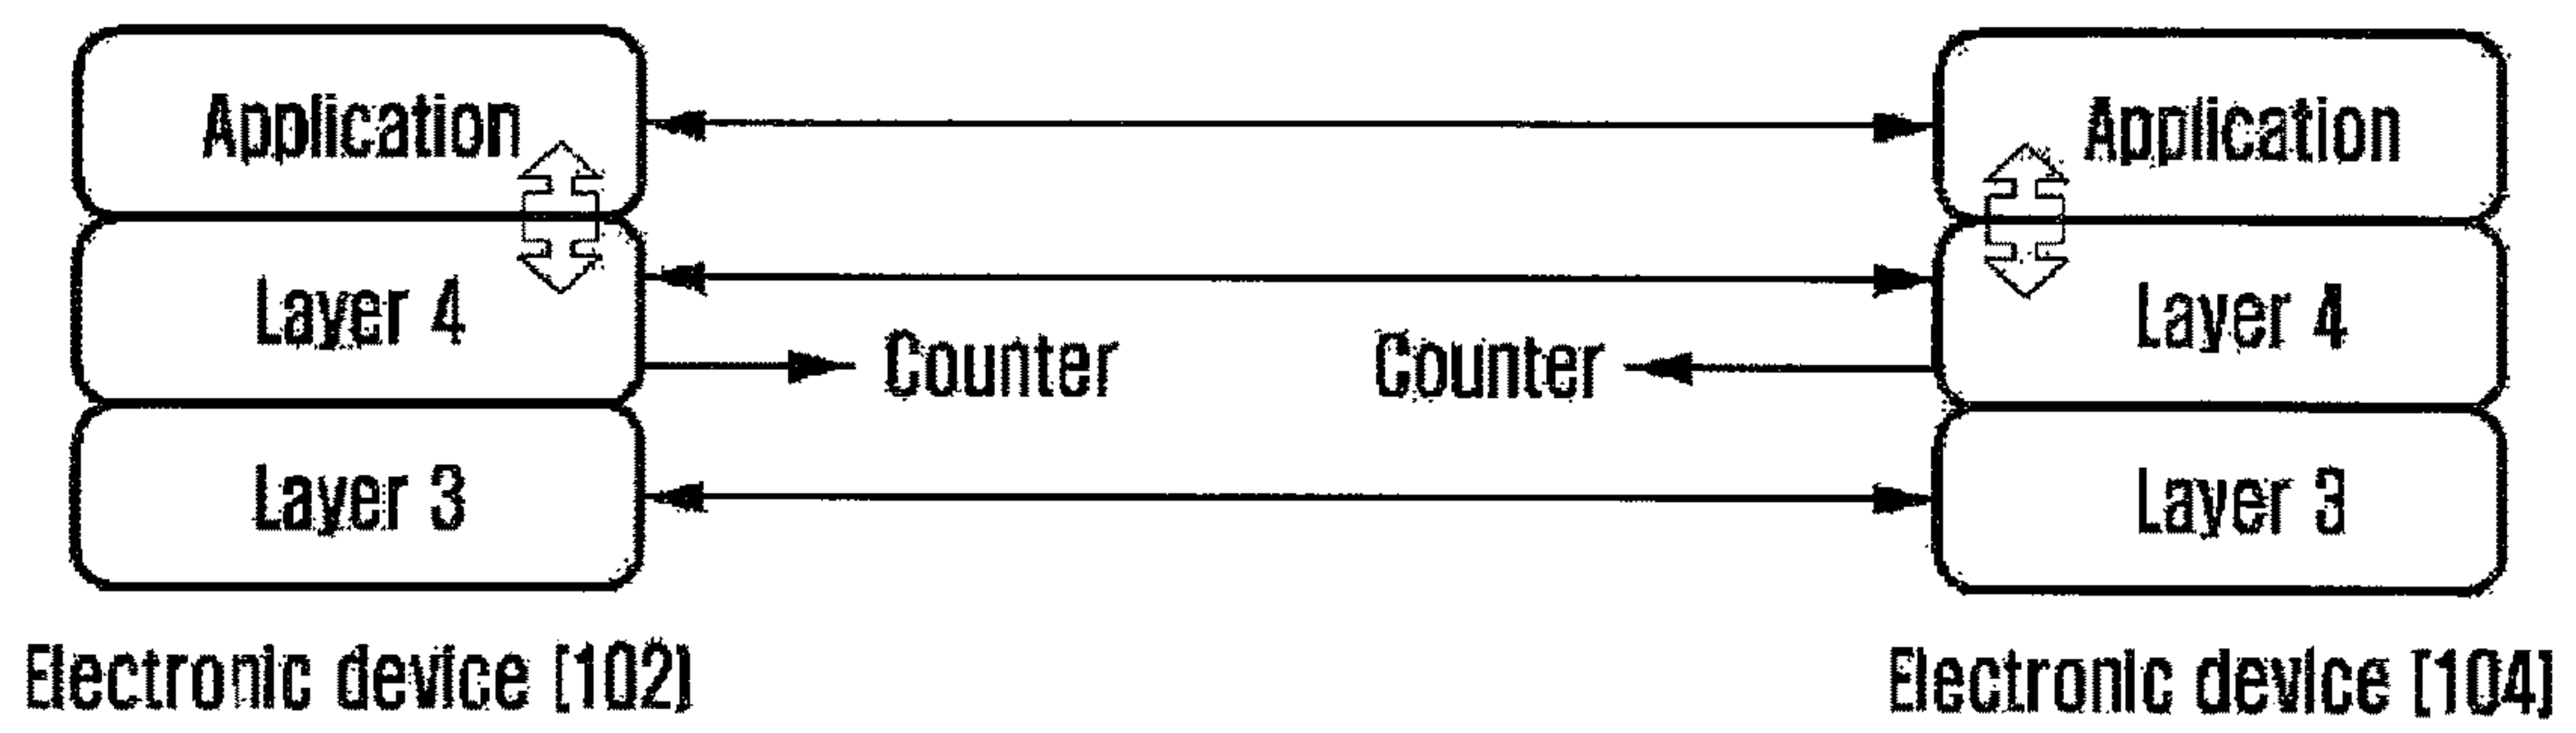 Application Application
Layer 4 Layer 4
Counter Counter
Layer 3 Layer 3
Electronic device [102] Electronic device [104]